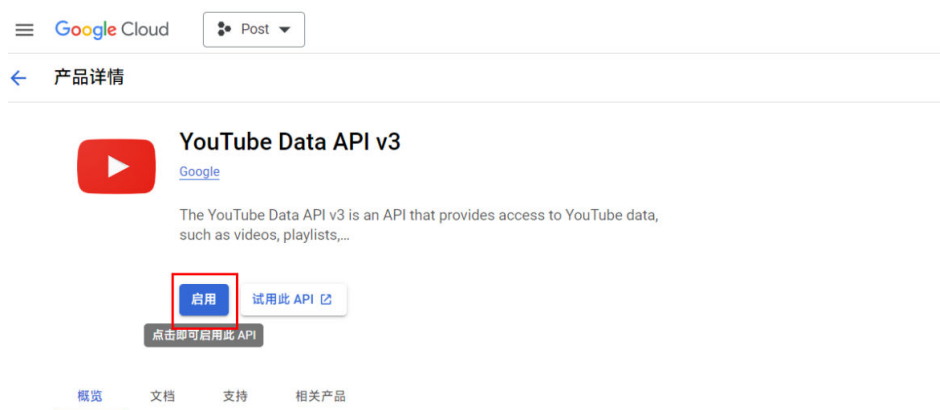 Google Cloud Post
产品详情
YouTube Data API v3
Google
The YouTube Data API v3 is an API that provides access to YouTube data,
such as videos, playlists,...
启用 试用此 API
点击即可启用此 API
概览 文档 支持 相关产品